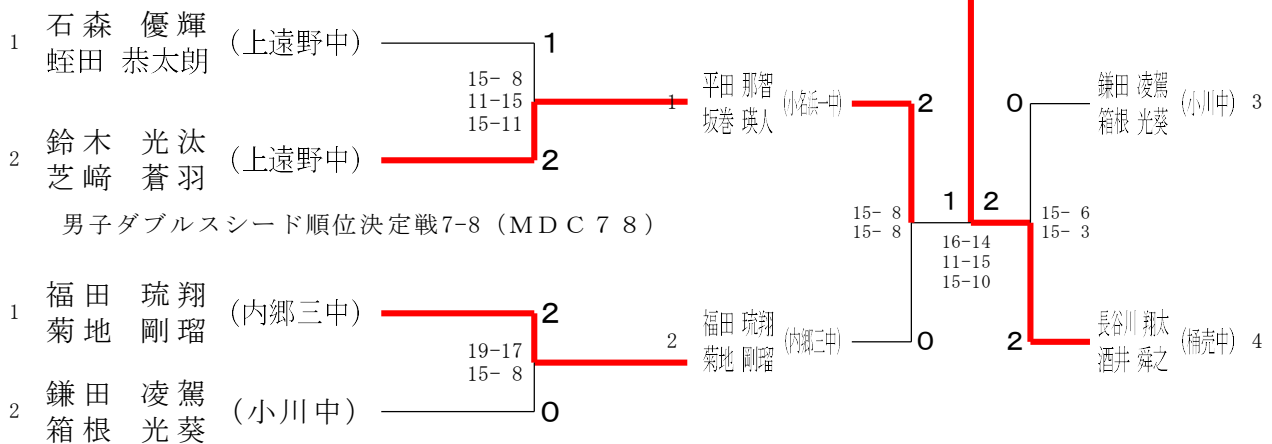 1 石森 優輝
蛭田 恭太朗 (上遠野中)
1
15- 8
11-15
15-11
2 鈴木 光汰
芝﨑 蒼羽 (上遠野中)
2
男子ダブルスシード順位決定戦7-8 (MDC78)
1 福田 琉翔
菊地 剛瑠 (内郷三中)
2
19-17
15- 8
2 鎌田 凌駕
箱根 光葵 (小川中)
0
1 平田 那智
坂巻 瑛人 (小名浜一中)
2
15- 8
15- 8
2 福田 琉翔
菊地 剛瑠 (内郷三中)
0
1 2
16-14
11-15
15-10
0
鎌田 凌駕
箱根 光葵 (小川中) 3
15- 6
15- 3
2
長谷川 翔太
酒井 舜之 (桶売中) 4